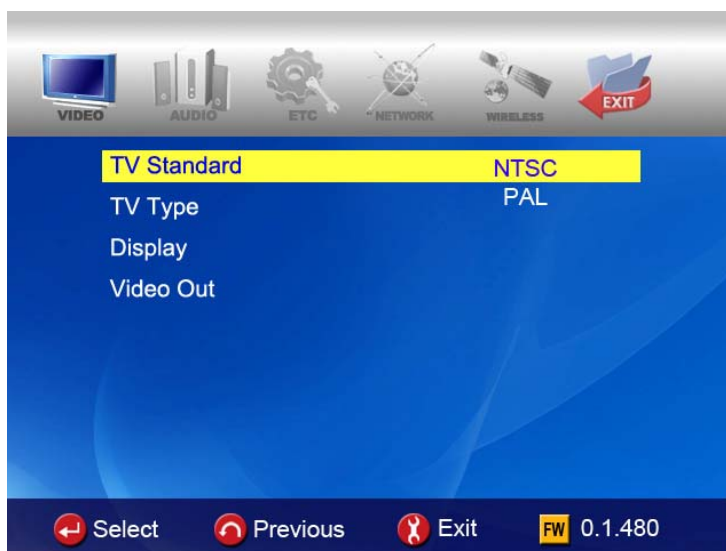 VIDEO AUDIO ETC NETWORK WIRELESS EXIT
TV Standard NTSC
TV Type PAL
Display
Video Out
Select Previous Exit FW 0.1.480